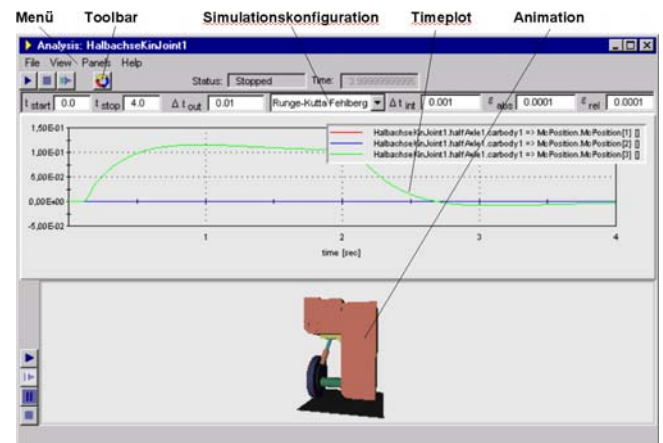 Menü Toolbar Simulationskonfiguration Timeplot Animation
Analysis: HalbachseKinJoint1
File View Panels Help
Status: Stopped Time: 3.99999999999
t start 0.0 t stop 4.0 Δ t out 0.01 Runge-Kutta Fehlberg Δ t int 0.001 ε abs 0.0001 ε rel 0.0001
1,50E-01
1,00E-01
5,00E-02
0,00E+00
-5,00E-02
HalbachseKinJoint1.halfAxle1.carbody1 => McPosition.McPosition[1] []
HalbachseKinJoint1.halfAxle1.carbody1 => McPosition.McPosition[2] []
HalbachseKinJoint1.halfAxle1.carbody1 => McPosition.McPosition[3] []
1 2 3 4
time [sec]